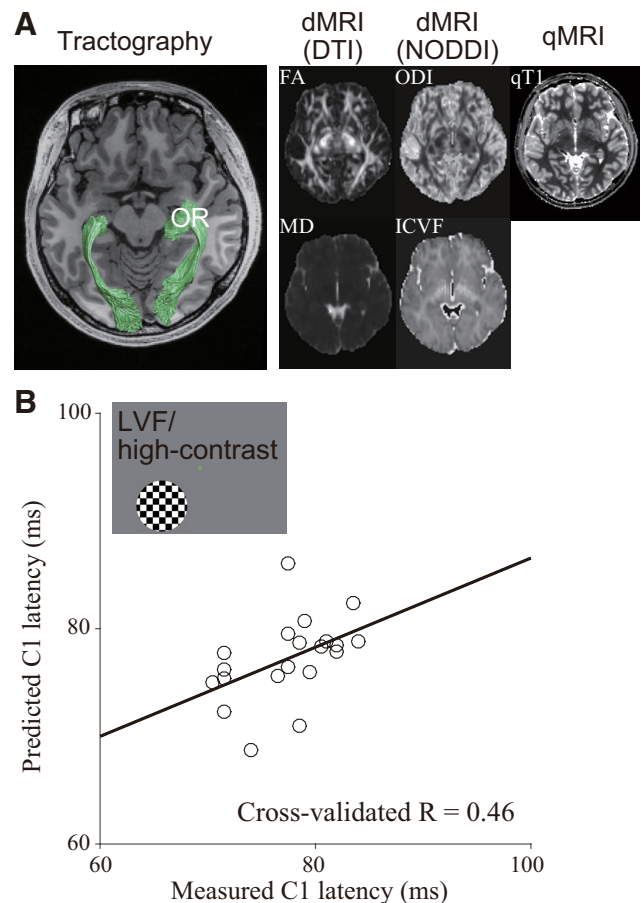 A
Tractography
dMRI
(DTI)
dMRI
(NODDI)
qMRI
OR
FA
ODI
qT1
MD
ICVF
B
100
80
60
Predicted C1 latency (ms)
LVF/
high-contrast
Cross-validated R = 0.46
60
80
100
Measured C1 latency (ms)